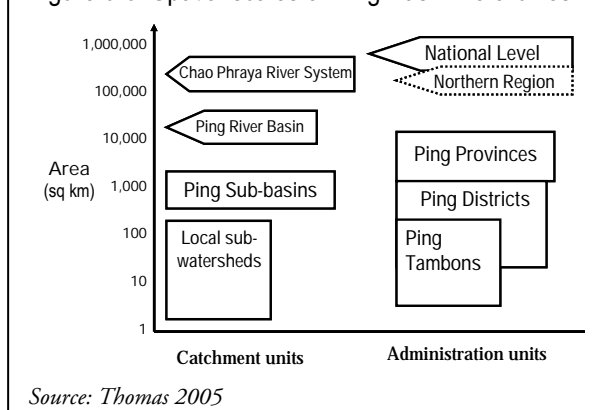 1,000,000
National Level
Chao Phraya River System
Northern Region
100,000
Ping River Basin
10,000
Ping Provinces
Area
(sq km)
1,000
Ping Sub-basins
Ping Districts
100
Local sub-
watersheds
Ping
Tambons
10
1
Catchment units
Administration units
Source: Thomas 2005